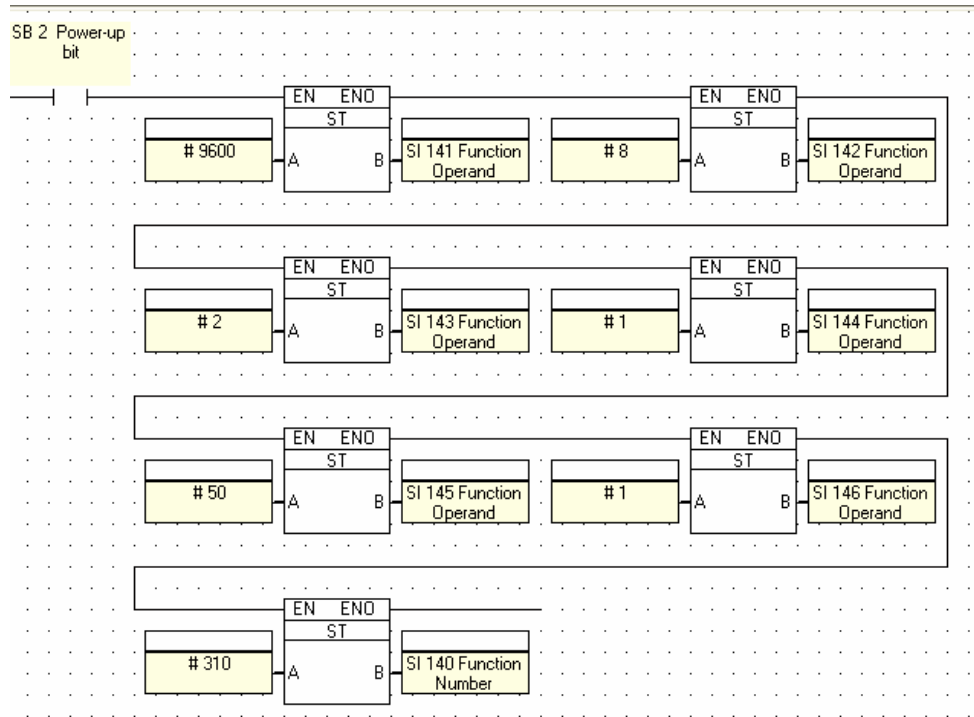 SB 2 Power-up
bit
EN ENO EN ENO
ST ST
# 9600 A B SI 141 Function # 8 A B SI 142 Function
Operand Operand
EN ENO EN ENO
ST ST
# 2 A B SI 143 Function # 1 A B SI 144 Function
Operand Operand
EN ENO EN ENO
ST ST
# 50 A B SI 145 Function # 1 A B SI 146 Function
Operand Operand
EN ENO
ST
# 310 A B SI 140 Function
Number